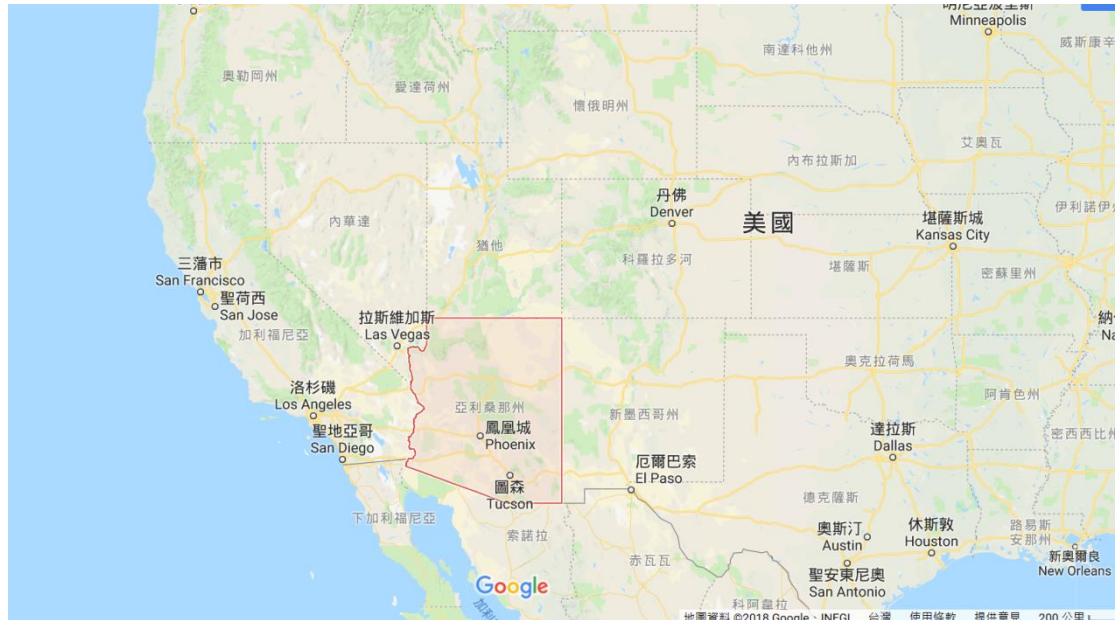 明尼亞波里斯
Minneapolis
南達科他州
威斯康辛
奧勒岡州
愛達荷州
懷俄明州
艾奧瓦
內布拉斯加
丹佛
Denver
美國
伊利諾伊州
內華達
堪薩斯城
Kansas City
猶他
科羅拉多河
堪薩斯
密蘇里州
三藩市
San Francisco
聖荷西
San Jose
加利福尼亞
拉斯維加斯
Las Vegas
奧克拉荷馬
阿肯色州
洛杉磯
Los Angeles
亞利桑那州
新墨西哥州
鳳凰城
Phoenix
聖地亞哥
San Diego
達拉斯
Dallas
密西西比州
厄爾巴索
El Paso
圖森
Tucson
德克薩斯
下加利福尼亞
索諾拉
奧斯汀
Austin
休斯敦
Houston
路易斯
安那州
赤瓦瓦
新奧爾良
New Orleans
聖安東尼奧
San Antonio
Google
科阿韋拉
地圖資料 ©2018 Google、INEGI
台灣
使用條款
提供意見
200 公里